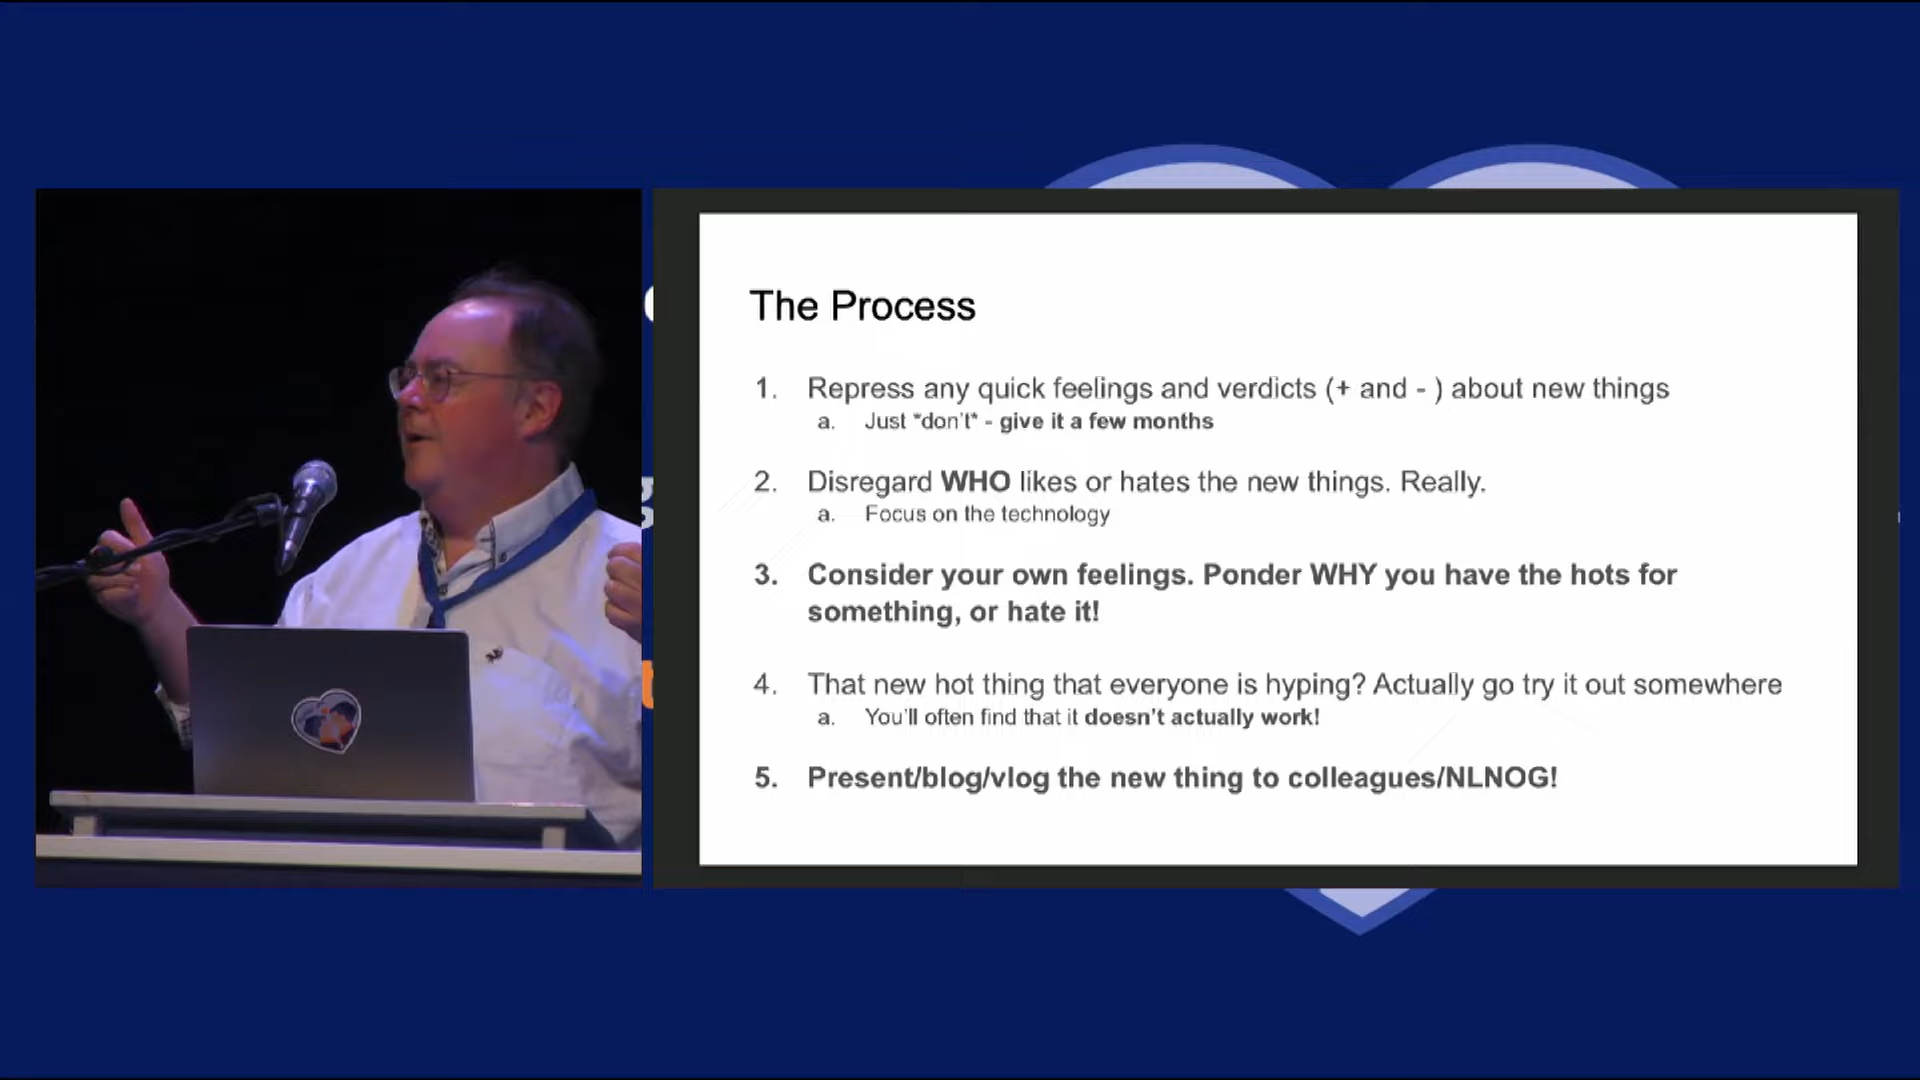 The Process
1. Repress any quick feelings and verdicts (+ and - ) about new things
a. Just *don't* - give it a few months
2. Disregard WHO likes or hates the new things. Really.
a. Focus on the technology
3. Consider your own feelings. Ponder WHY you have the hots for
something, or hate it!
4. That new hot thing that everyone is hyping? Actually go try it out somewhere
a. You'll often find that it doesn't actually work!
5. Present/blog/vlog the new thing to colleagues/NLNOG!